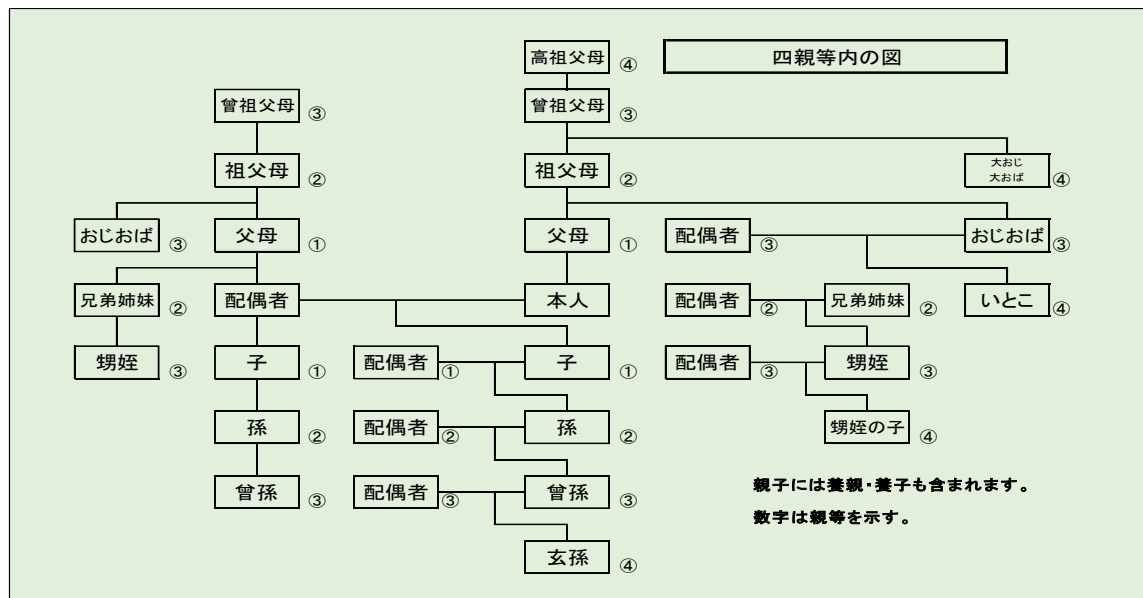 四親等内の図
高祖父母 ④
曾祖父母 ③
曾祖父母 ③
祖父母 ②
祖父母 ②
大おじ
大おば ④
おじおば ③
父母 ①
父母 ①
配偶者 ③
おじおば ③
兄弟姉妹 ②
配偶者
本人
配偶者 ②
兄弟姉妹 ②
いとこ ④
甥姪 ③
子 ①
配偶者 ①
子 ①
配偶者 ③
甥姪 ③
孫 ②
配偶者 ②
孫 ②
甥姪の子 ④
曾孫 ③
配偶者 ③
曾孫 ③
玄孫 ④
親子には養親・養子も含まれます。
数字は親等を示す。